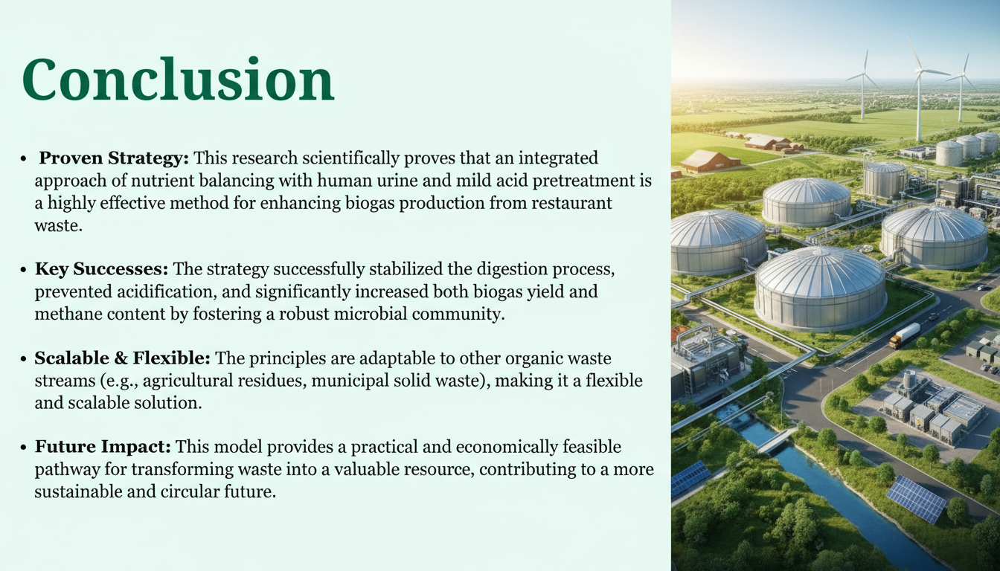 Conclusion
• Proven Strategy: This research scientifically proves that an integrated
approach of nutrient balancing with human urine and mild acid pretreatment is
a highly effective method for enhancing biogas production from restaurant
waste.
• Key Successes: The strategy successfully stabilized the digestion process,
prevented acidification, and significantly increased both biogas yield and
methane content by fostering a robust microbial community.
• Scalable & Flexible: The principles are adaptable to other organic waste
streams (e.g., agricultural residues, municipal solid waste), making it a flexible
and scalable solution.
• Future Impact: This model provides a practical and economically feasible
pathway for transforming waste into a valuable resource, contributing to a more
sustainable and circular future.